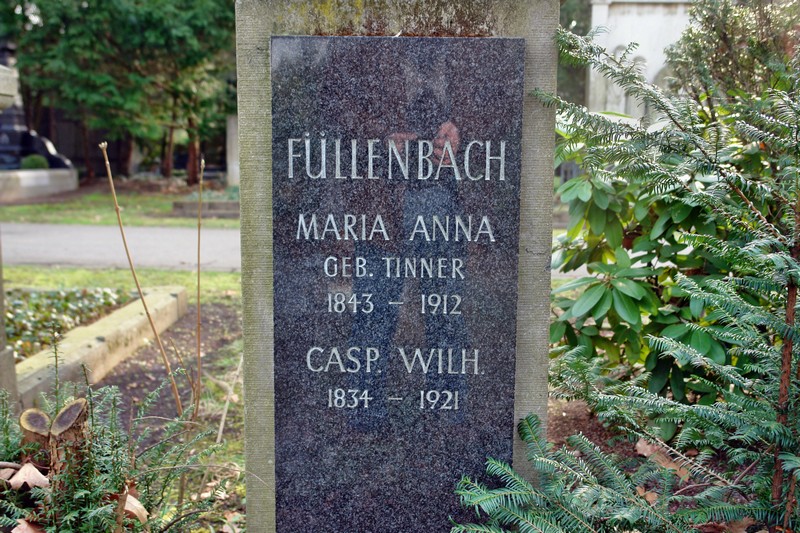 FÜLLENBACH
MARIA ANNA
GEB. TINNER
1843 – 1912
CASP. WILH.
1834 – 1921